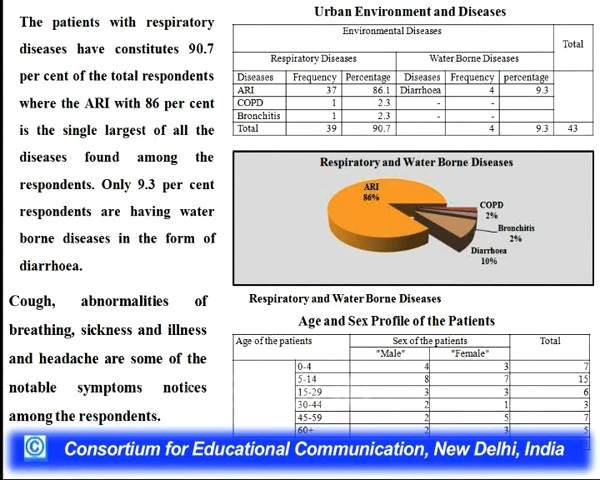 The patients with respiratory
diseases have constitutes 90.7
per cent of the total respondents
where the ARI with 86 per cent
is the single largest of all the
diseases found among the
respondents. Only 9.3 per cent
respondents are having water
borne diseases in the form of
diarrhoea.
Cough, abnormalities of
breathing, sickness and illness
and headache are some of the
notable symptoms notices
among the respondents.
Urban Environment and Diseases
Environmental Diseases Total
Respiratory Diseases Water Borne Diseases
Diseases Frequency Percentage Diseases Frequency percentage
ARI 37 86.1 Diarrhoea 4 9.3
COPD 1 2.3 - -
Bronchitis 1 2.3 - -
Total 39 90.7 4 9.3 43
Respiratory and Water Borne Diseases
ARI
86%
COPD
2%
Bronchitis
2%
Diarrhoea
10%
Respiratory and Water Borne Diseases
Age and Sex Profile of the Patients
Age of the patients Sex of the patients Total
"Male" "Female"
0-4 4 3 7
5-14 8 7 15
15-29 3 3 6
30-44 2 1 3
45-59 2 5 7
60+ 2 3 5
© Consortium for Educational Communication, New Delhi, India